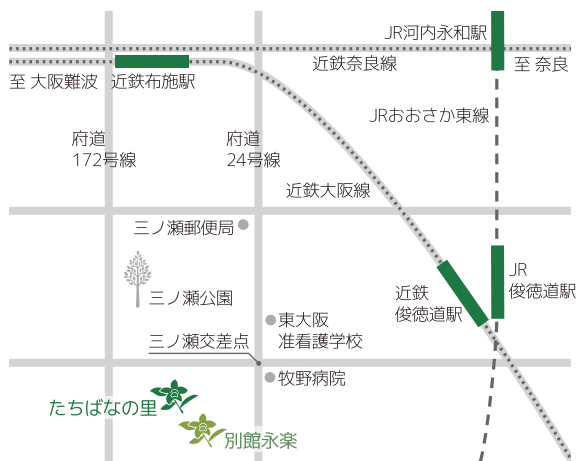 JR河内永和駅
近鉄奈良線
至 奈良
至 大阪難波
近鉄布施駅
JRおおさか東線
府道
172号線
府道
24号線
近鉄大阪線
三ノ瀬郵便局
三ノ瀬公園
近鉄
俊徳道駅
JR
俊徳道駅
東大阪
准看護学校
三ノ瀬交差点
牧野病院
たちばなの里
別館永楽